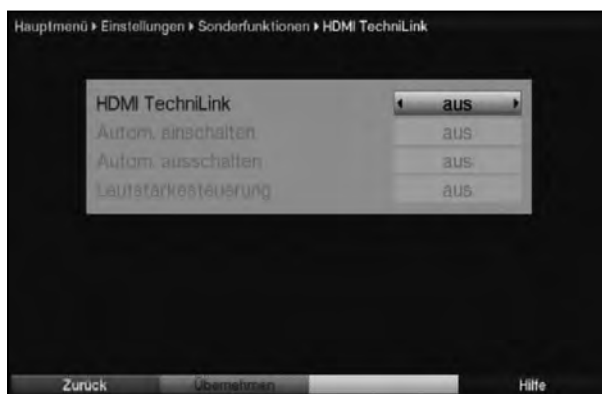 Hauptmenü ▸ Einstellungen ▸ Sonderfunktionen ▸ HDMI TechniLink
HDMI TechniLink aus
Autom. einschalten aus
Autom. ausschalten aus
Lautstärkesteuerung aus
Zurück Übernehmen Hilfe